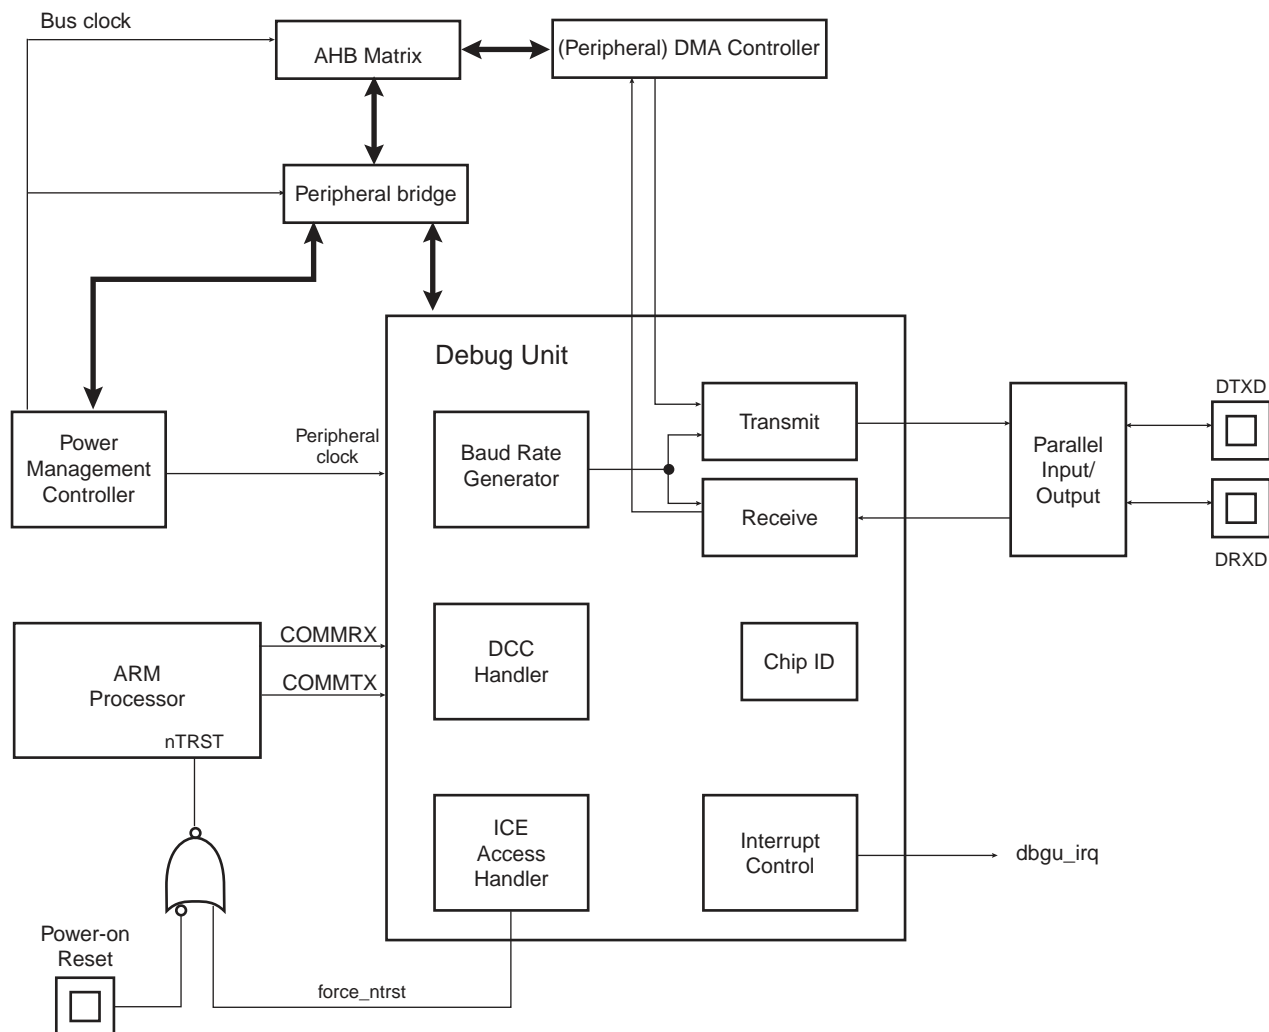 Bus clock
AHB Matrix
(Peripheral) DMA Controller
Peripheral bridge
Debug Unit
Power
Management
Controller
Peripheral
clock
Baud Rate
Generator
Transmit
Receive
Parallel
Input/
Output
DTXD
DRXD
ARM
Processor
nTRST
COMMRX
COMMTX
DCC
Handler
Chip ID
ICE
Access
Handler
Interrupt
Control
dbgu_irq
Power-on
Reset
force_ntrst